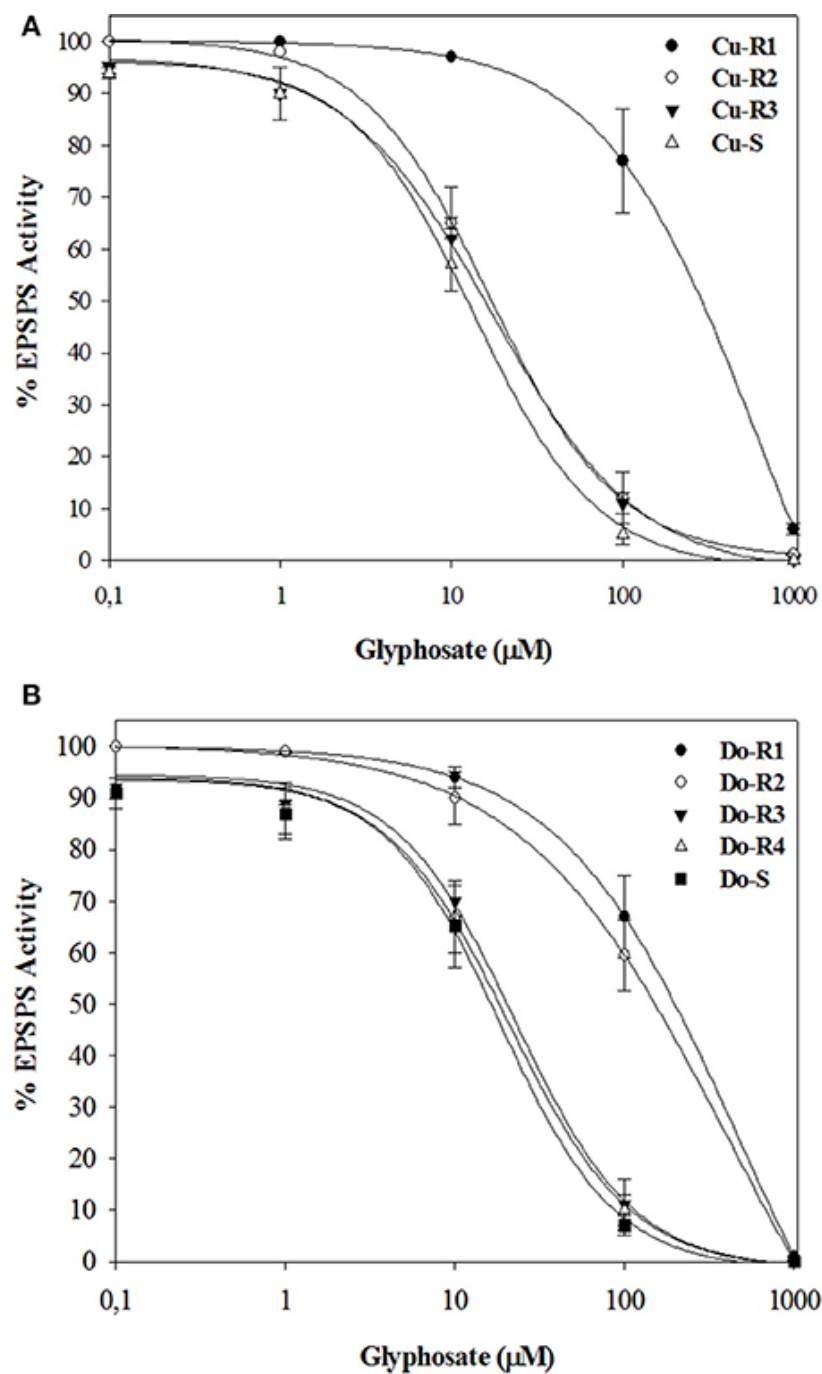 A
% EPSPS Activity
100
90
80
70
60
50
40
30
20
10
0
Cu-R1
Cu-R2
Cu-R3
Cu-S
0,1 1 10 100 1000
Glyphosate (µM)
B
% EPSPS Activity
100
90
80
70
60
50
40
30
20
10
0
Do-R1
Do-R2
Do-R3
Do-R4
Do-S
0,1 1 10 100 1000
Glyphosate (µM)